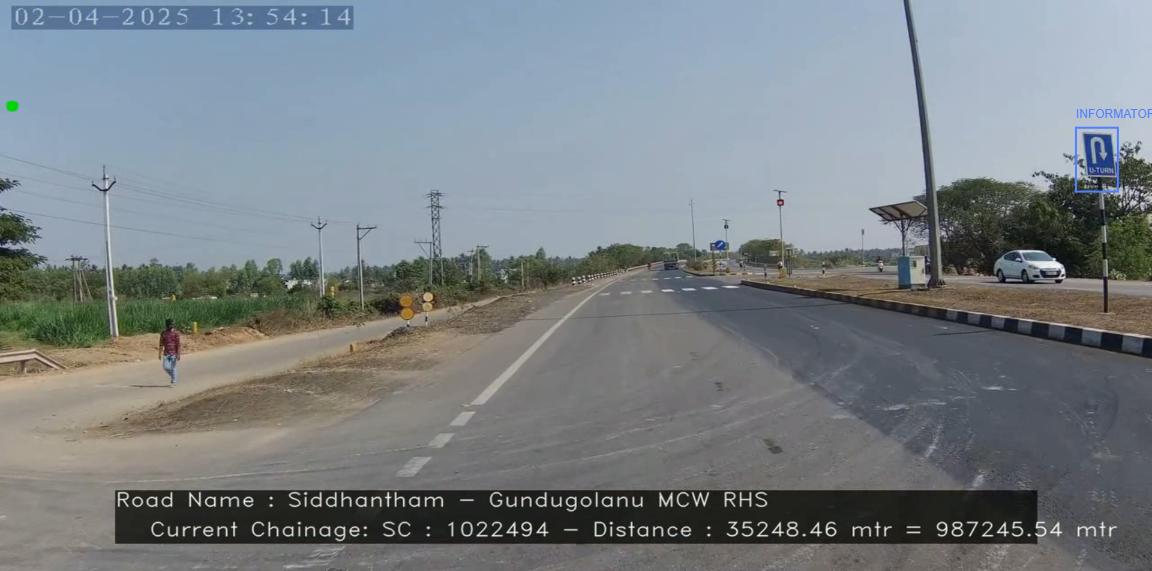 02-04-2025 13:54:14
INFORMATOR
U-TURN
Road Name : Siddhantham - Gundugolanu MCW RHS
Current Chainage: SC : 1022494 - Distance : 35248.46 mtr = 987245.54 mtr